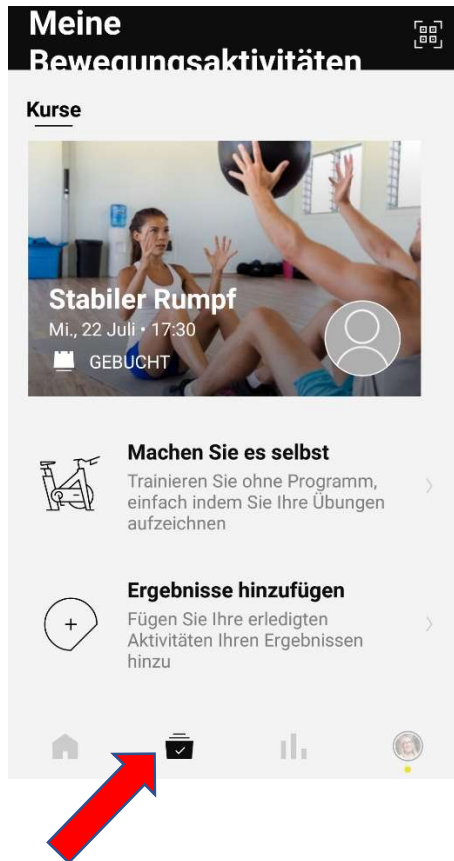 Meine
Bewegungsaktivitäten
Kurse
Stabiler Rumpf
Mi., 22 Juli • 17:30
GEBUCHT
Machen Sie es selbst
Trainieren Sie ohne Programm,
einfach indem Sie Ihre Übungen
aufzeichnen
Ergebnisse hinzufügen
Fügen Sie Ihre erledigten
Aktivitäten Ihren Ergebnissen
hinzu